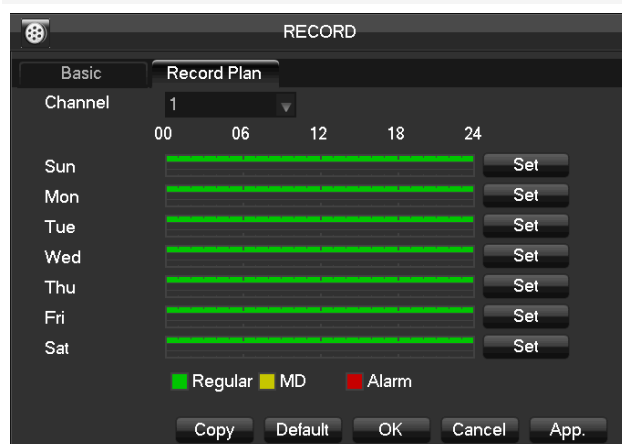 RECORD
Basic Record Plan
Channel 1
00 06 12 18 24
Sun Set
Mon Set
Tue Set
Wed Set
Thu Set
Fri Set
Sat Set
Regular MD Alarm
Copy Default OK Cancel App.